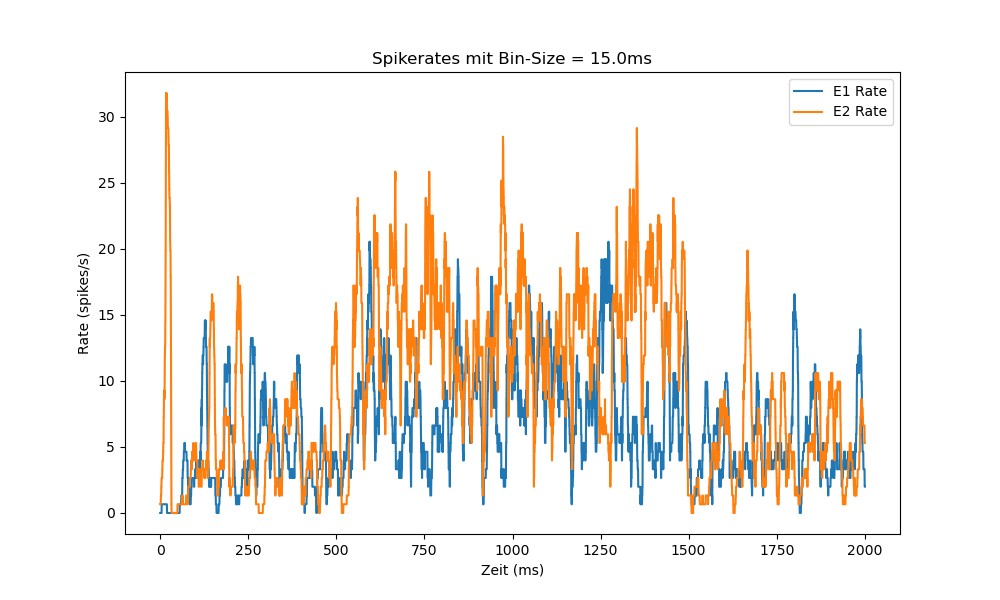 Spikerates mit Bin-Size = 15.0ms
E1 Rate
E2 Rate
30
25
20
15
10
5
0
Rate (spikes/s)
0 250 500 750 1000 1250 1500 1750 2000
Zeit (ms)